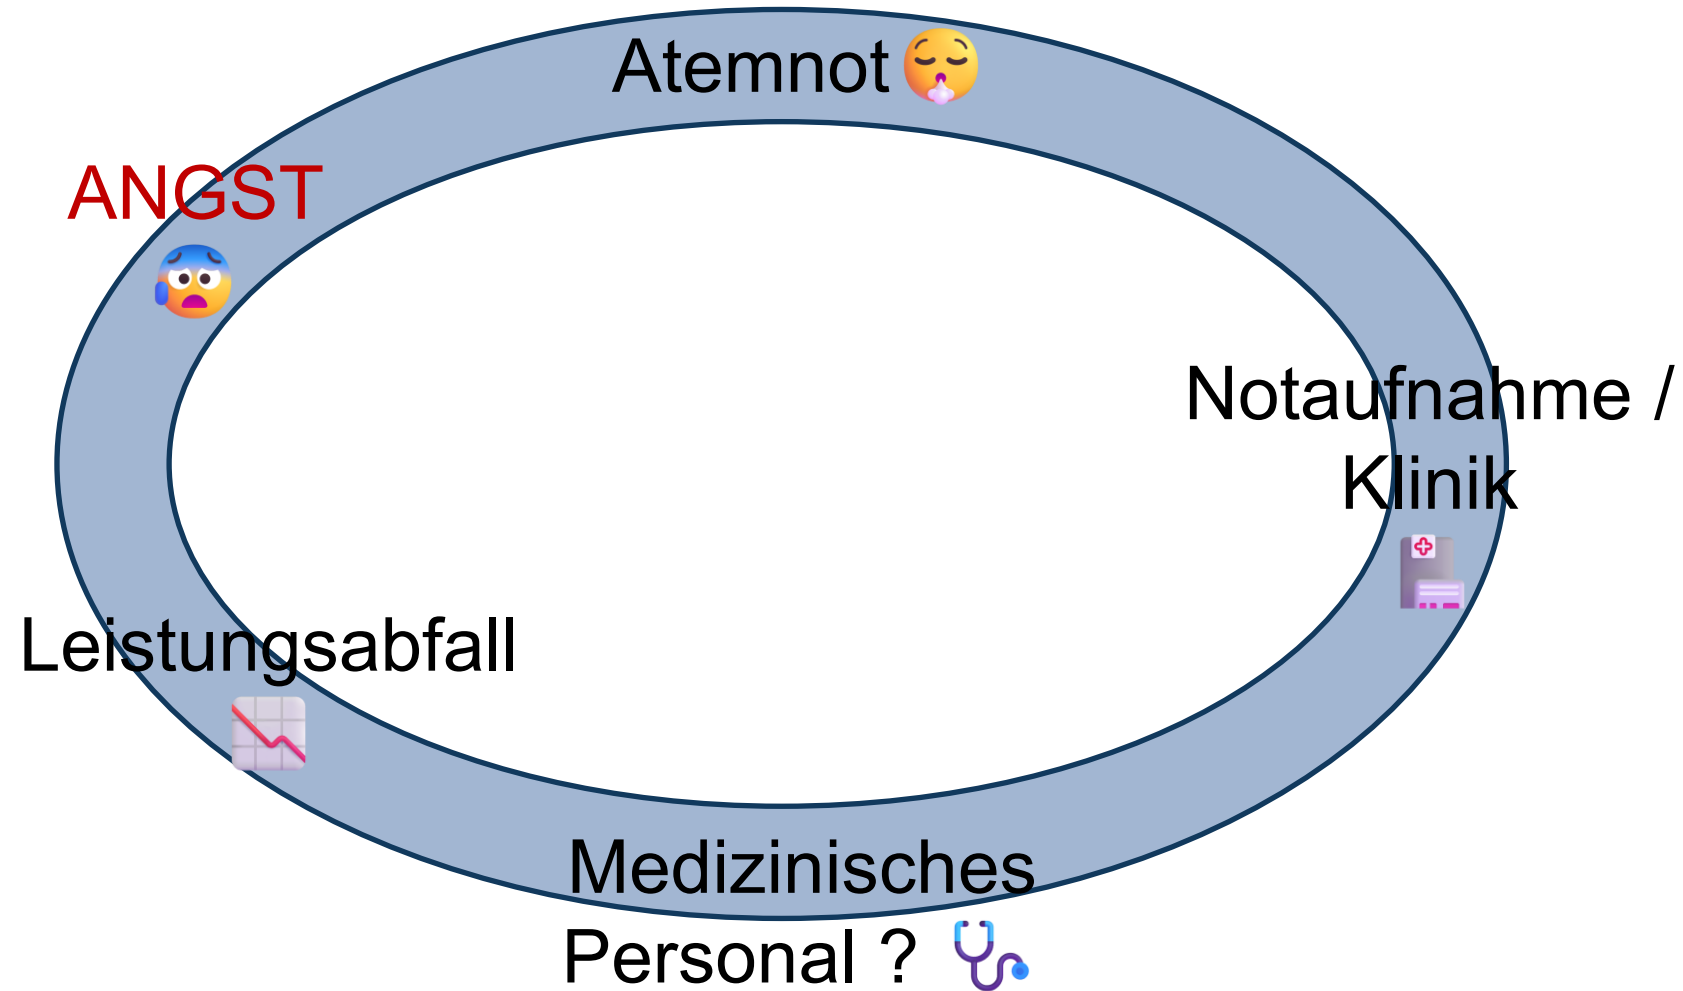 Atemnot
ANGST
Notaufnahme /
Klinik
Leistungsabfall
Medizinisches
Personal ?